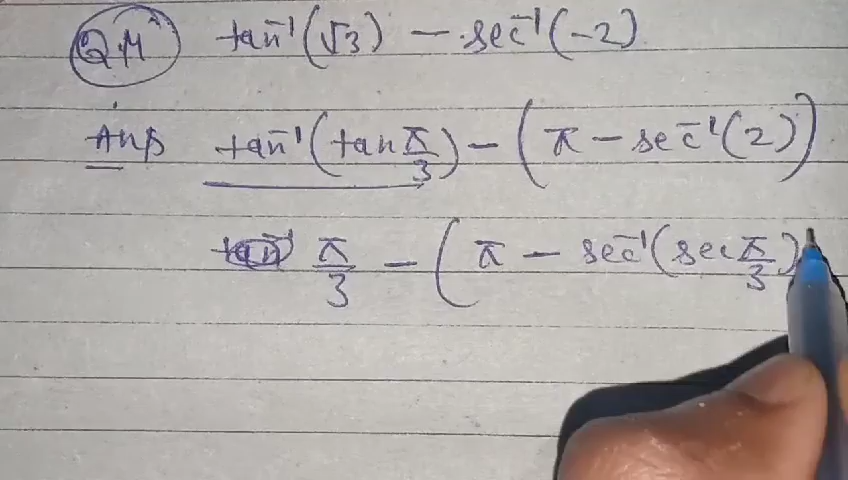 Q.M tan⁻¹(√3) − sec⁻¹(−2)
Ans tan⁻¹(tan π/3) − (π − sec⁻¹(2))
π/3 − (π − sec⁻¹(sec π/3)